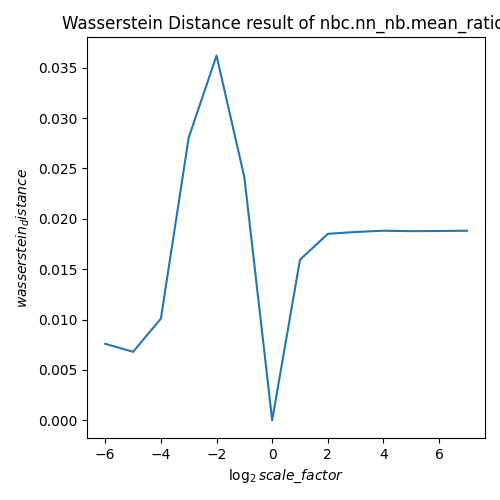 Wasserstein Distance result of nbc.nn_nb.mean_ratio
0.035
0.030
0.025
0.020
0.015
0.010
0.005
0.000
wasserstein_distance
−6 −4 −2 0 2 4 6
log₂ scale_factor